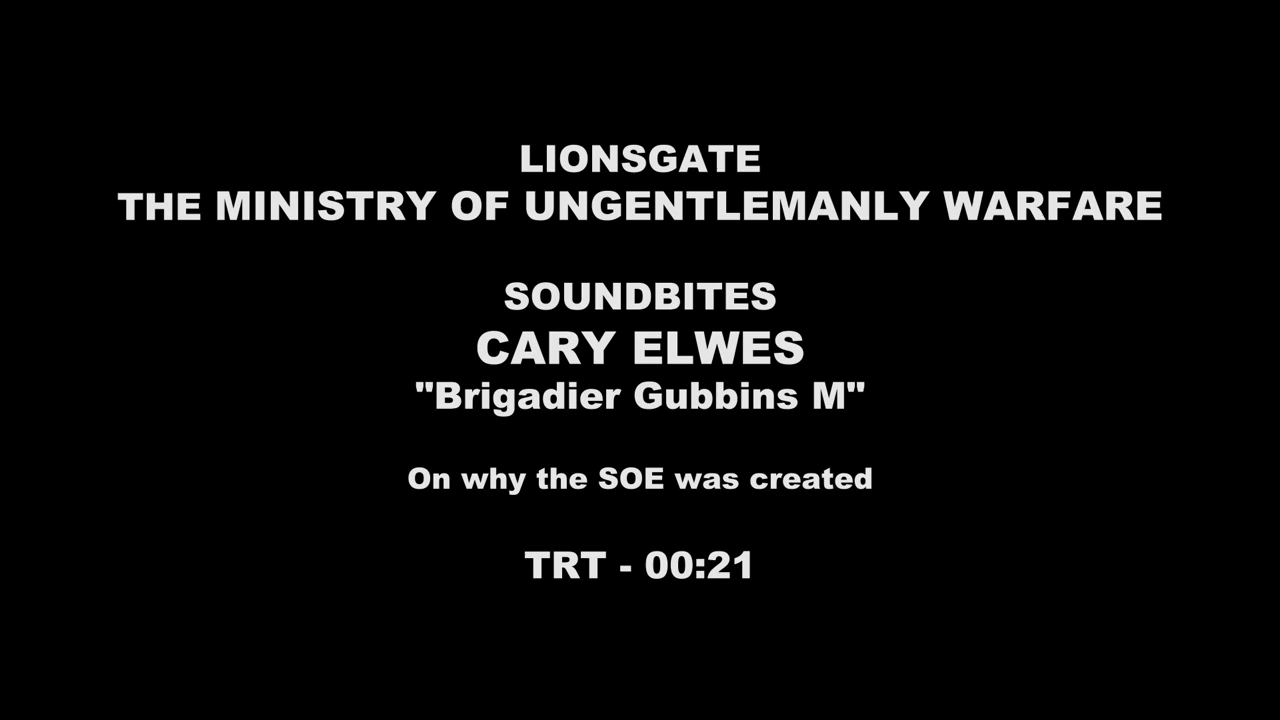 LIONSGATE
THE MINISTRY OF UNGENTLEMANLY WARFARE
SOUNDBITES
CARY ELWES
"Brigadier Gubbins M"
On why the SOE was created
TRT - 00:21